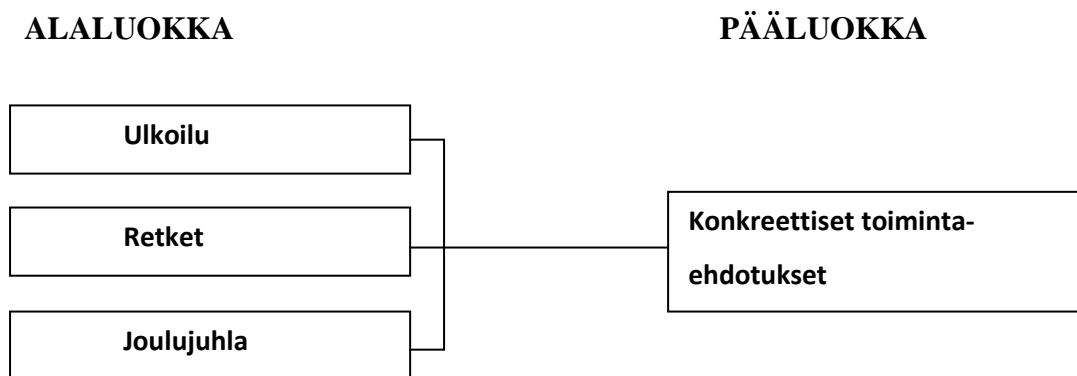 ALALUOKKA
PÄÄLUOKKA
Ulkoilu
Retket
Joulujuhla
Konkreettiset toiminta-
ehdotukset